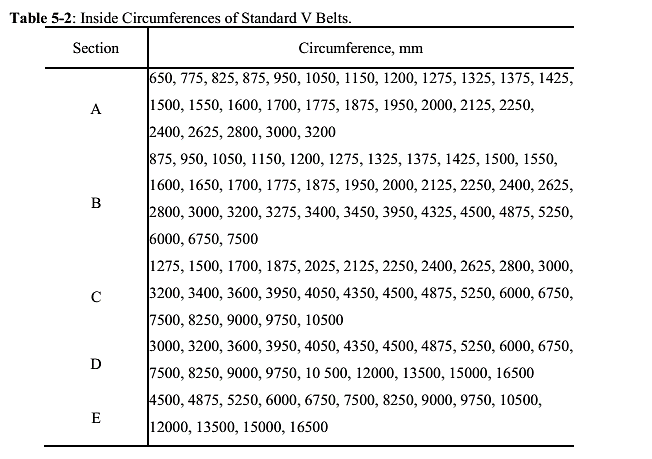 Table 5-2: Inside Circumferences of Standard V Belts.
Section Circumference, mm
650, 775, 825, 875, 950, 1050, 1150, 1200, 1275, 1325, 1375, 1425,
A 1500, 1550, 1600, 1700, 1775, 1875, 1950, 2000, 2125, 2250,
2400, 2625, 2800, 3000, 3200
875, 950, 1050, 1150, 1200, 1275, 1325, 1375, 1425, 1500, 1550,
1600, 1650, 1700, 1775, 1875, 1950, 2000, 2125, 2250, 2400, 2625,
B
2800, 3000, 3200, 3275, 3400, 3450, 3950, 4325, 4500, 4875, 5250,
6000, 6750, 7500
1275, 1500, 1700, 1875, 2025, 2125, 2250, 2400, 2625, 2800, 3000,
C 3200, 3400, 3600, 3950, 4050, 4350, 4500, 4875, 5250, 6000, 6750,
7500, 8250, 9000, 9750, 10500
3000, 3200, 3600, 3950, 4050, 4350, 4500, 4875, 5250, 6000, 6750,
D
7500, 8250, 9000, 9750, 10 500, 12000, 13500, 15000, 16500
4500, 4875, 5250, 6000, 6750, 7500, 8250, 9000, 9750, 10500,
E
12000, 13500, 15000, 16500